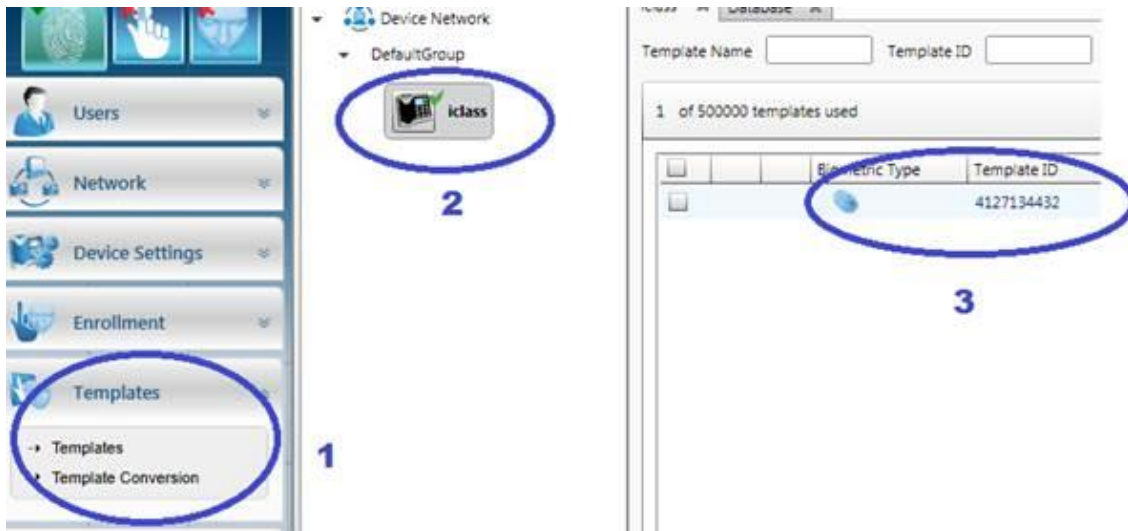 Users
Network
Device Settings
Enrollment
Templates
Templates
Template Conversion
1
Device Network
DefaultGroup
iclass
2
Database
Template Name
Template ID
1 of 500000 templates used
Biometric Type
Template ID
4127134432
3